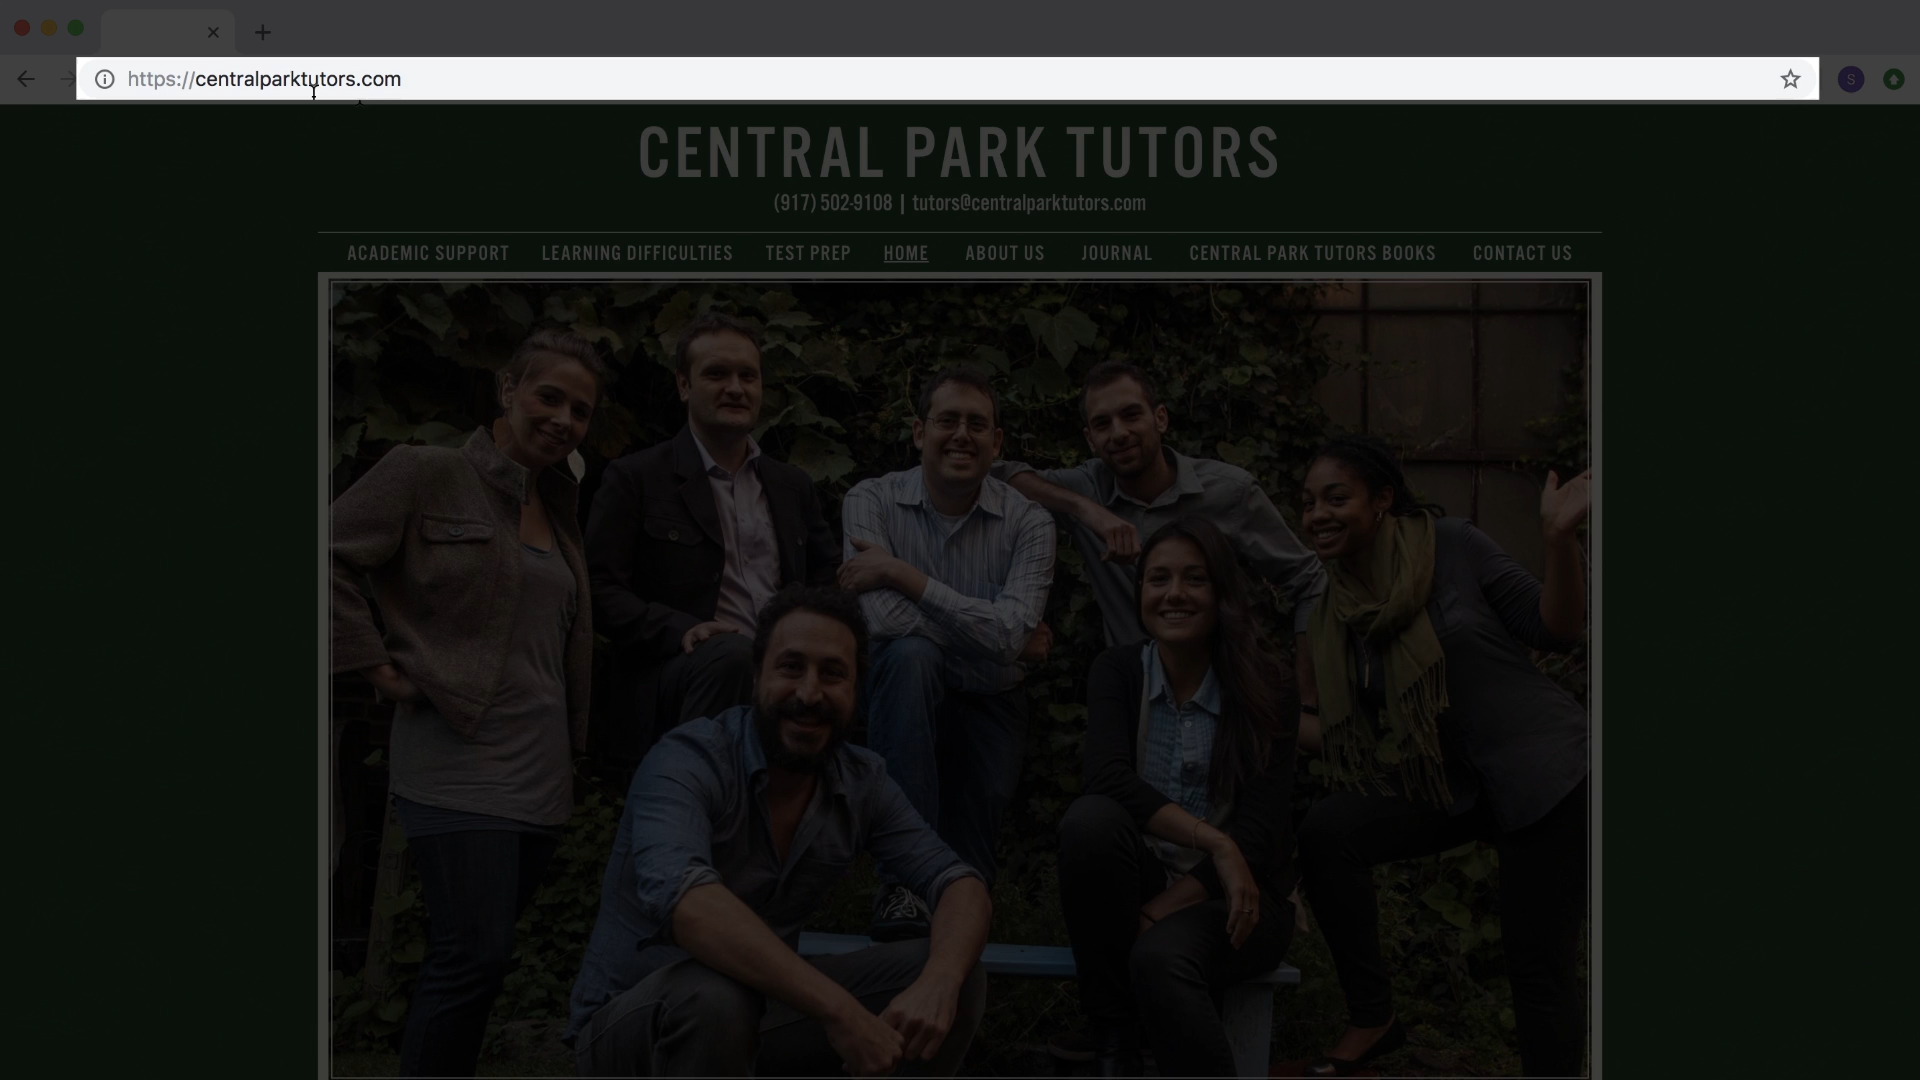 https://centralparktutors.com
S
CENTRAL PARK TUTORS
(917) 502-9108 | tutors@centralparktutors.com
ACADEMIC SUPPORT LEARNING DIFFICULTIES TEST PREP HOME ABOUT US JOURNAL CENTRAL PARK TUTORS BOOKS CONTACT US